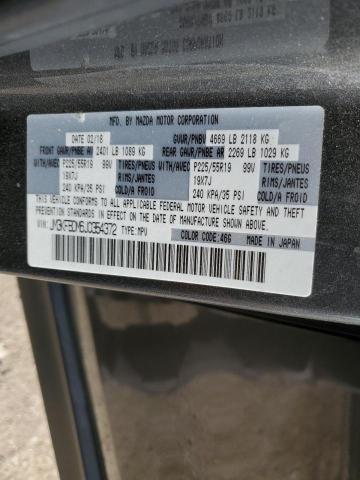 MFD. BY MAZDA MOTOR CORPORATION
DATE 02/18 GVWR/PNBV 4669 LB 2118 KG
FRONT GAWR/PNBE AV 2401 LB 1089 KG REAR GAWR/PNBE AR 2269 LB 1029 KG
WITH/AVEC P225/55R19 99V TIRES/PNEUS WITH/AVEC P225/55R19 99V TIRES/PNEUS
19X7J RIMS/JANTES 19X7J RIMS/JANTES
240 KPA/35 PSI COLD/A FROID 240 KPA/35 PSI COLD/A FROID
THIS VEHICLE CONFORMS TO ALL APPLICABLE FEDERAL MOTOR VEHICLE SAFETY, BUMPER, AND THEFT
PREVENTION STANDARDS IN EFFECT ON THE DATE OF MANUFACTURE SHOWN ABOVE.
VIN: JM3KFBDM6J0354372 TYPE: MPV
COLOR CODE:46G
MADE IN JAPAN